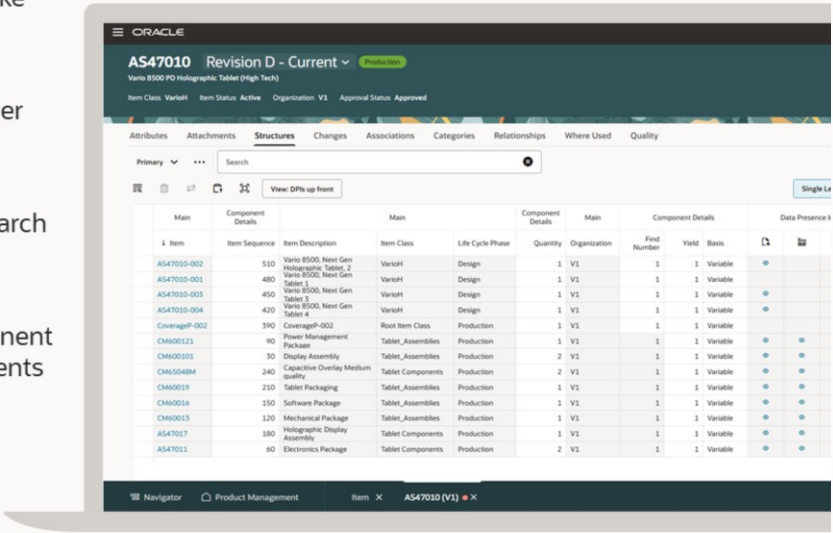 ke
er
arch
nent
ents
ORACLE
AS47010 Revision D - Current Production
Vario 8500 PD Holographic Tablet (High Tech)
Item Class VarioH Item Status Active Organization V1 Approval Status Approved
Attributes Attachments Structures Changes Associations Categories Relationships Where Used Quality
Primary ... Search
View: DPIs up front Single Le
Main Component Details Main Component Details Main Component Details Data Presence I
Item Item Sequence Item Description Item Class Life Cycle Phase Quantity Organization Find Number Yield Basis
AS47010-002 510 Vario 8500, Next Gen Holographic Tablet, 2 VarioH Design 1 V1 1 1 Variable
AS47010-001 480 Vario 8500, Next Gen Tablet 1 VarioH Design 1 V1 1 1 Variable
AS47010-003 450 Vario 8500, Next Gen Tablet 3 VarioH Design 1 V1 1 1 Variable
AS47010-004 420 Vario 8500, Next Gen Tablet 4 VarioH Design 1 V1 1 1 Variable
CoverageP-002 390 CoverageP-002 Root Item Class Production 1 V1 1 1 Variable
CM600121 90 Power Management Package Tablet_Assemblies Production 1 V1 1 1 Variable
CM600101 30 Display Assembly Tablet_Assemblies Production 2 V1 1 1 Variable
CM65048M 240 Capacitive Overlay Medium quality Tablet Components Production 2 V1 1 1 Variable
CM60019 210 Tablet Packaging Tablet_Assemblies Production 1 V1 1 1 Variable
CM60016 150 Software Package Tablet_Assemblies Production 1 V1 1 1 Variable
CM60013 120 Mechanical Package Tablet_Assemblies Production 1 V1 1 1 Variable
AS47017 180 Holographic Display Assembly Tablet Components Production 1 V1 1 1 Variable
AS47011 60 Electronics Package Tablet Components Production 2 V1 1 1 Variable
Navigator Product Management Item X AS47010 (V1) X